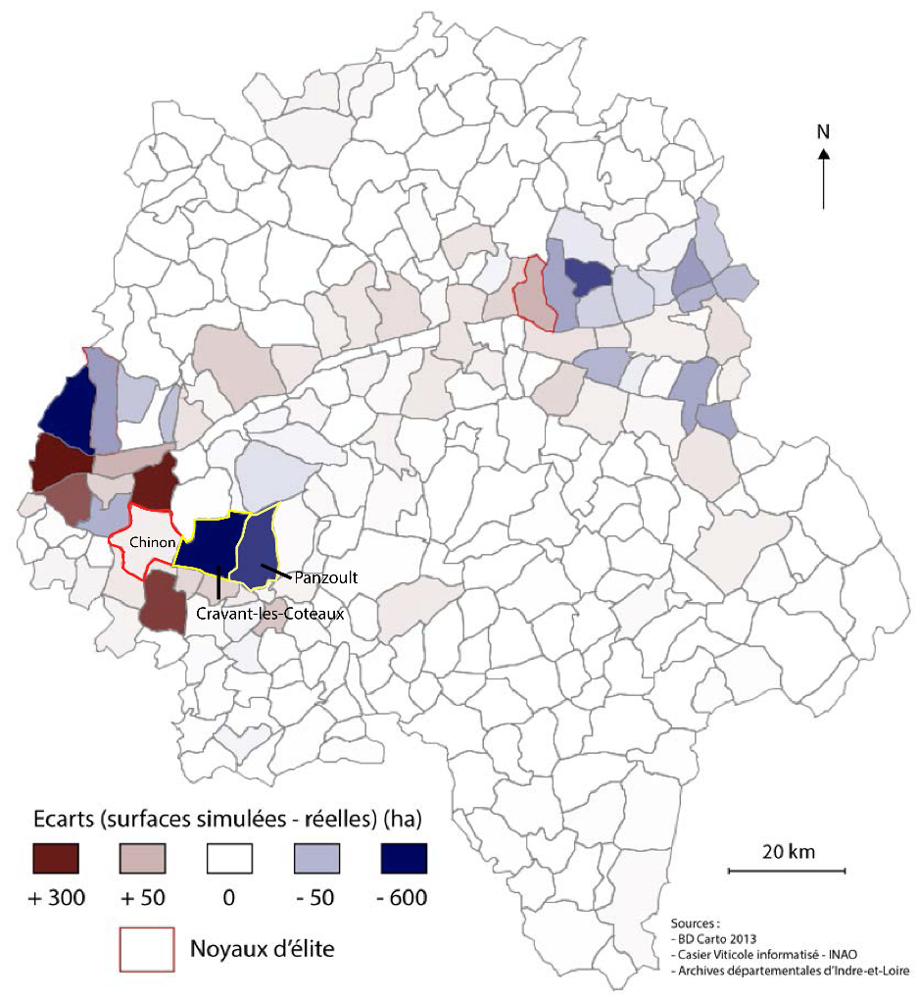 N
Chinon
Panzoult
Cravant-les-Coteaux
Ecarts (surfaces simulées - réelles) (ha)
+ 300 + 50 0 - 50 - 600
Noyaux d'élite
20 km
Sources :
- BD Carto 2013
- Casier Viticole informatisé - INAO
- Archives départementales d'Indre-et-Loire